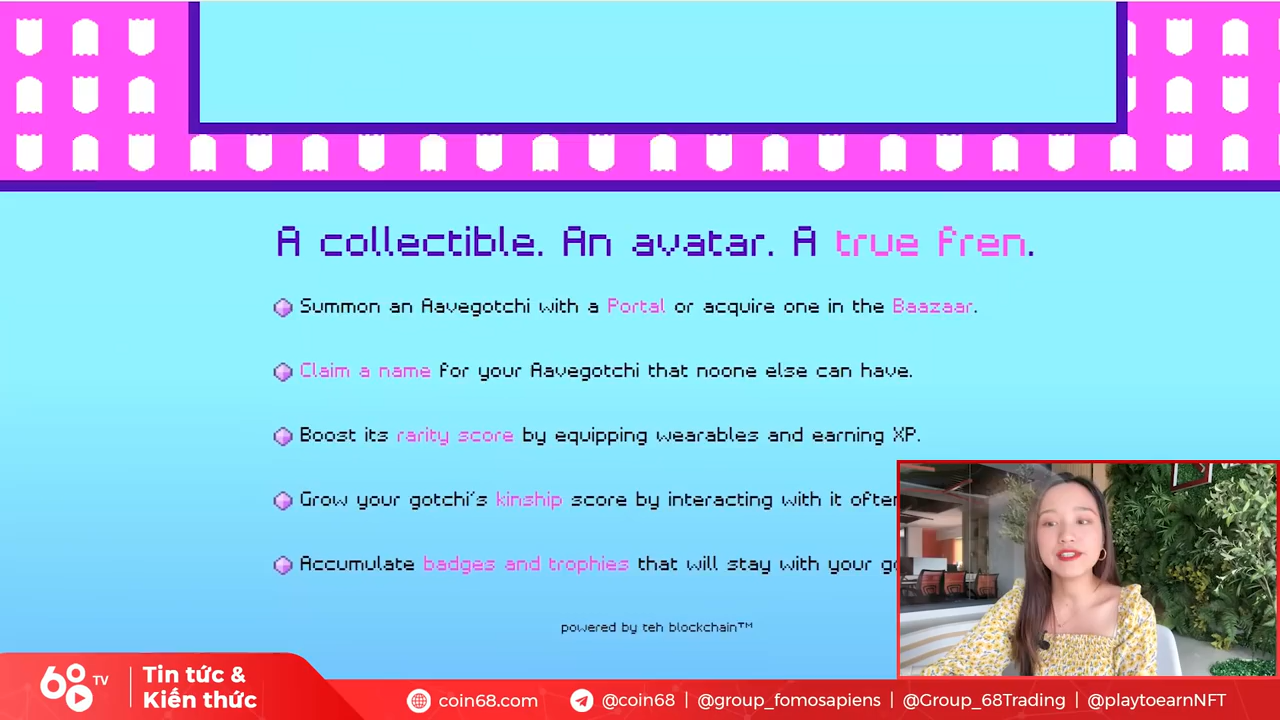 A collectible. An avatar. A true fren.
Summon an Aavegotchi with a Portal or acquire one in the Baazaar.
Claim a name for your Aavegotchi that noone else can have.
Boost its rarity score by equipping wearables and earning XP.
Grow your gotchi's kinship score by interacting with it often
Accumulate badges and trophies that will stay with your
powered by teh blockchain™
68 TV
Tin tức &
Kiến thức
coin68.com
@coin68 | @group_fomosapiens | @Group_68Trading | @playtoearnNFT